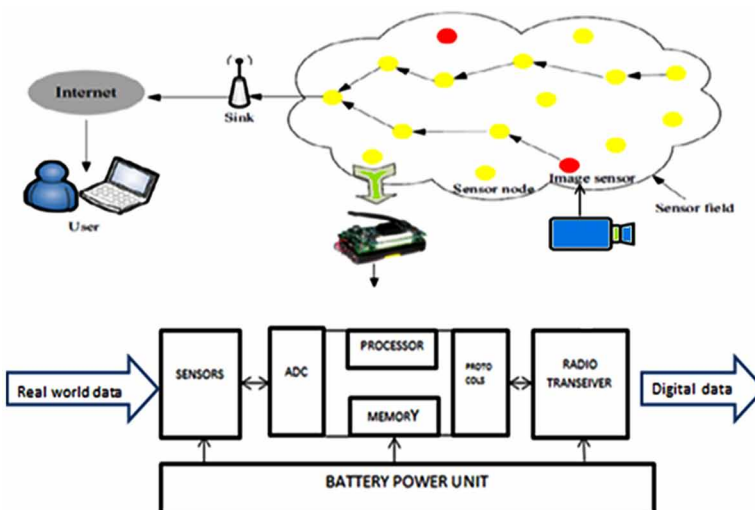 Internet
Sink
User
Sensor node
Image sensor
Sensor field
Real world data
SENSORS
ADC
PROCESSOR
MEMORY
PROTO
COLS
RADIO
TRANSEIVER
Digital data
BATTERY POWER UNIT